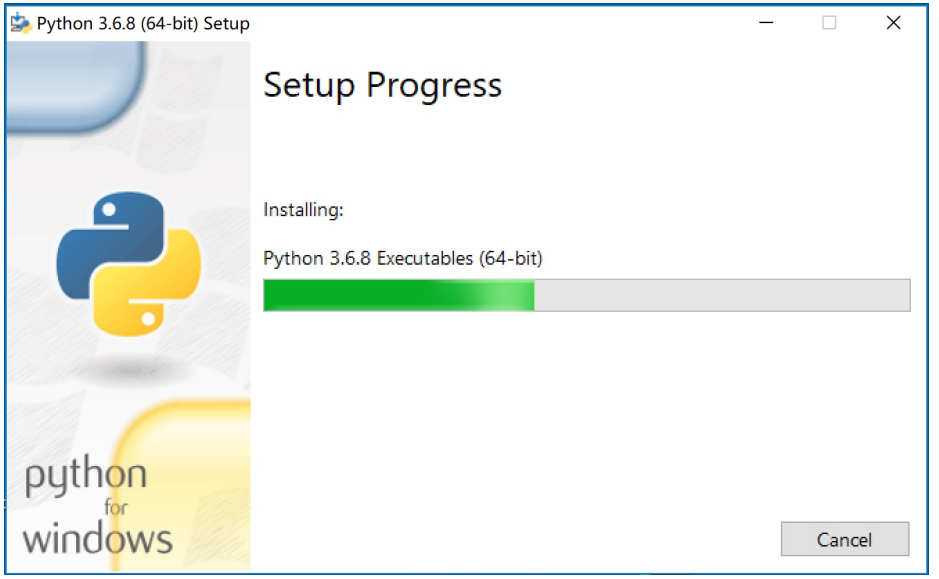 Python 3.6.8 (64-bit) Setup
Setup Progress
Installing:
Python 3.6.8 Executables (64-bit)
python
for
windows
Cancel